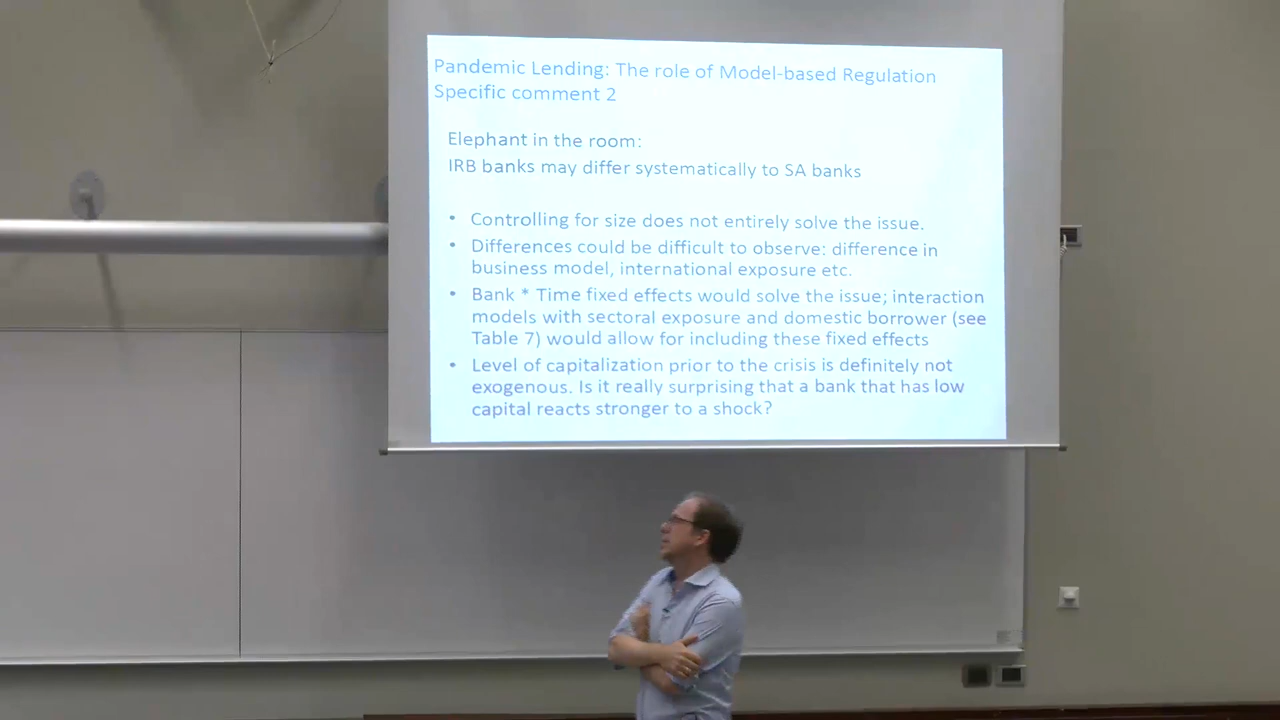 Pandemic Lending: The role of Model-based Regulation
Specific comment 2
Elephant in the room:
IRB banks may differ systematically to SA banks
• Controlling for size does not entirely solve the issue.
• Differences could be difficult to observe: difference in
business model, international exposure etc.
• Bank * Time fixed effects would solve the issue; interaction
models with sectoral exposure and domestic borrower (see
Table 7) would allow for including these fixed effects
• Level of capitalization prior to the crisis is definitely not
exogenous. Is it really surprising that a bank that has low
capital reacts stronger to a shock?